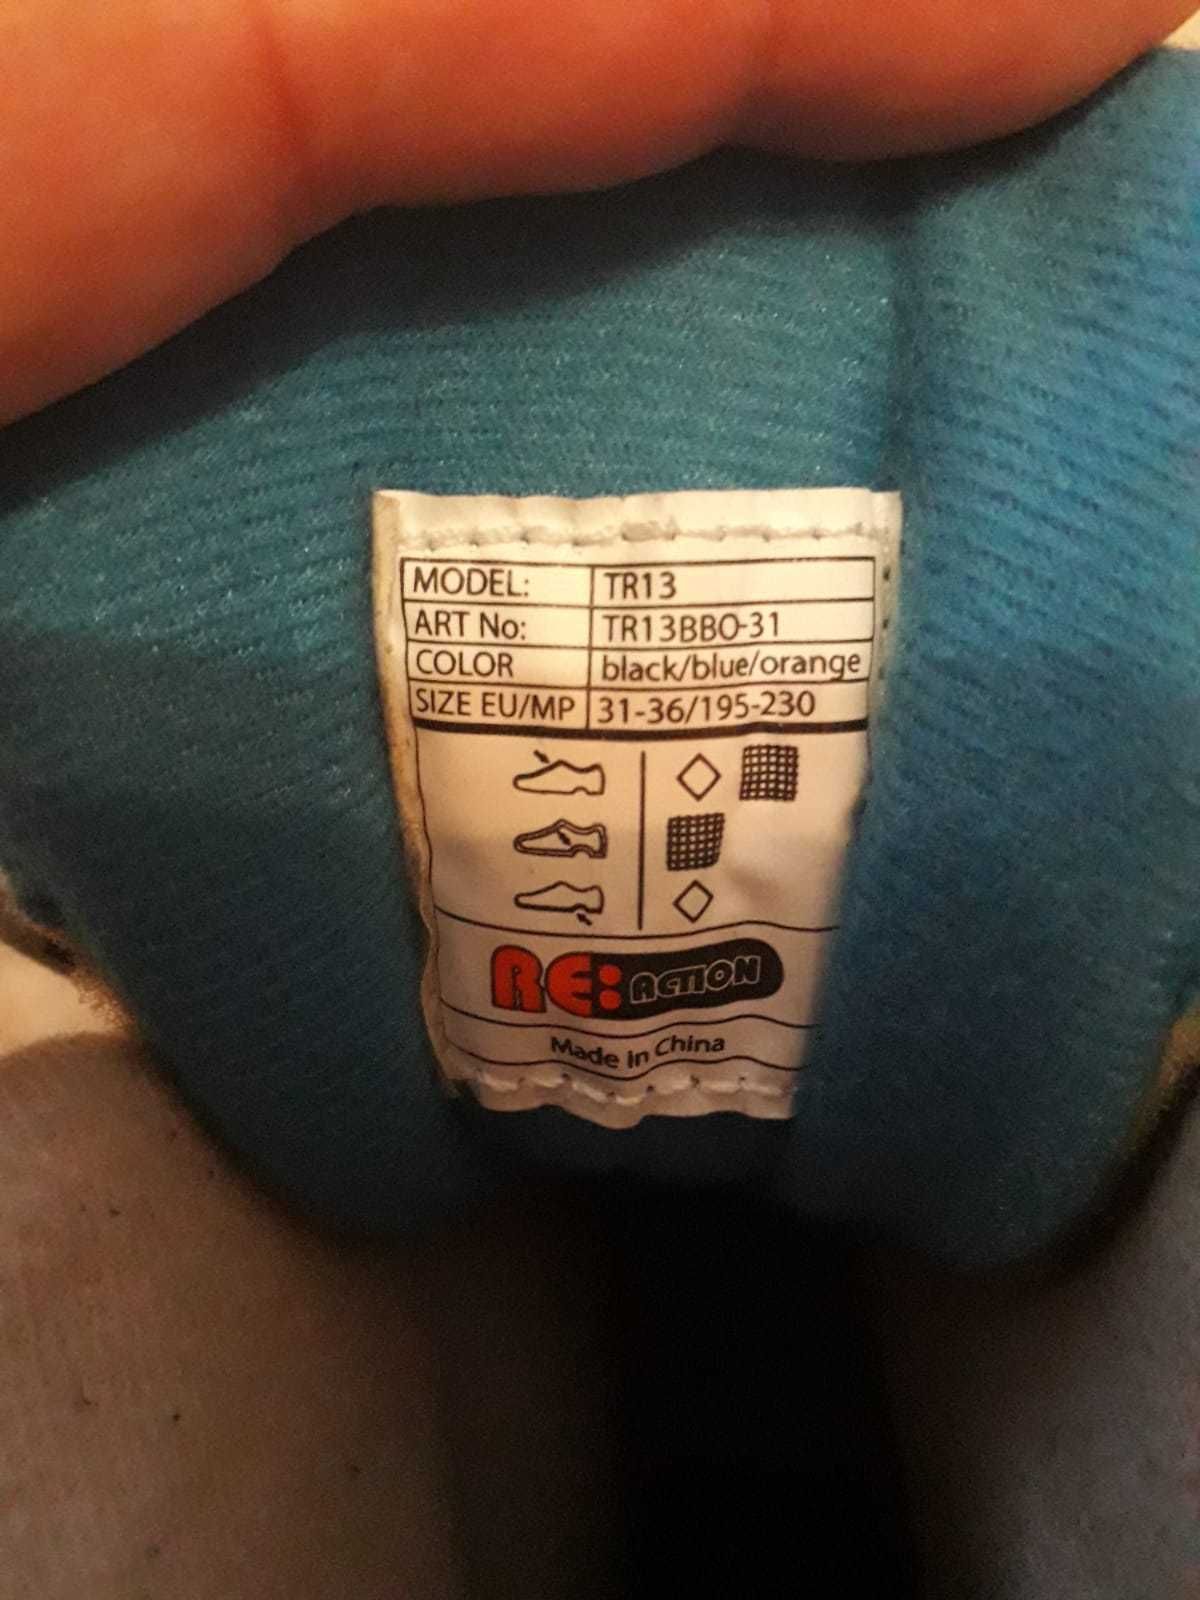 MODEL: TR13
ART No: TR13BBO-31
COLOR black/blue/orange
SIZE EU/MP 31-36/195-230
RE:ACTION
Made in China